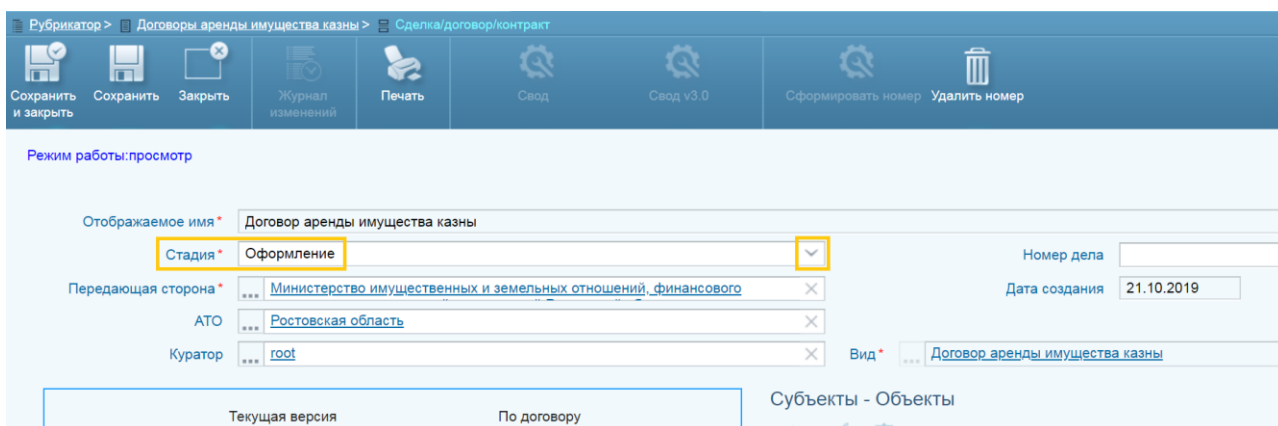 Рубрикатор > Договоры аренды имущества казны > Сделка/договор/контракт
Сохранить и закрыть
Сохранить
Закрыть
Журнал изменений
Печать
Свод
Свод v3.0
Сформировать номер
Удалить номер
Режим работы:просмотр
Отображаемое имя * Договор аренды имущества казны
Стадия * Оформление
Номер дела
Передающая сторона * ... Министерство имущественных и земельных отношений, финансового
Дата создания 21.10.2019
АТО ... Ростовская область
Куратор ... root
Вид * ... Договор аренды имущества казны
Субъекты - Объекты
Текущая версия По договору